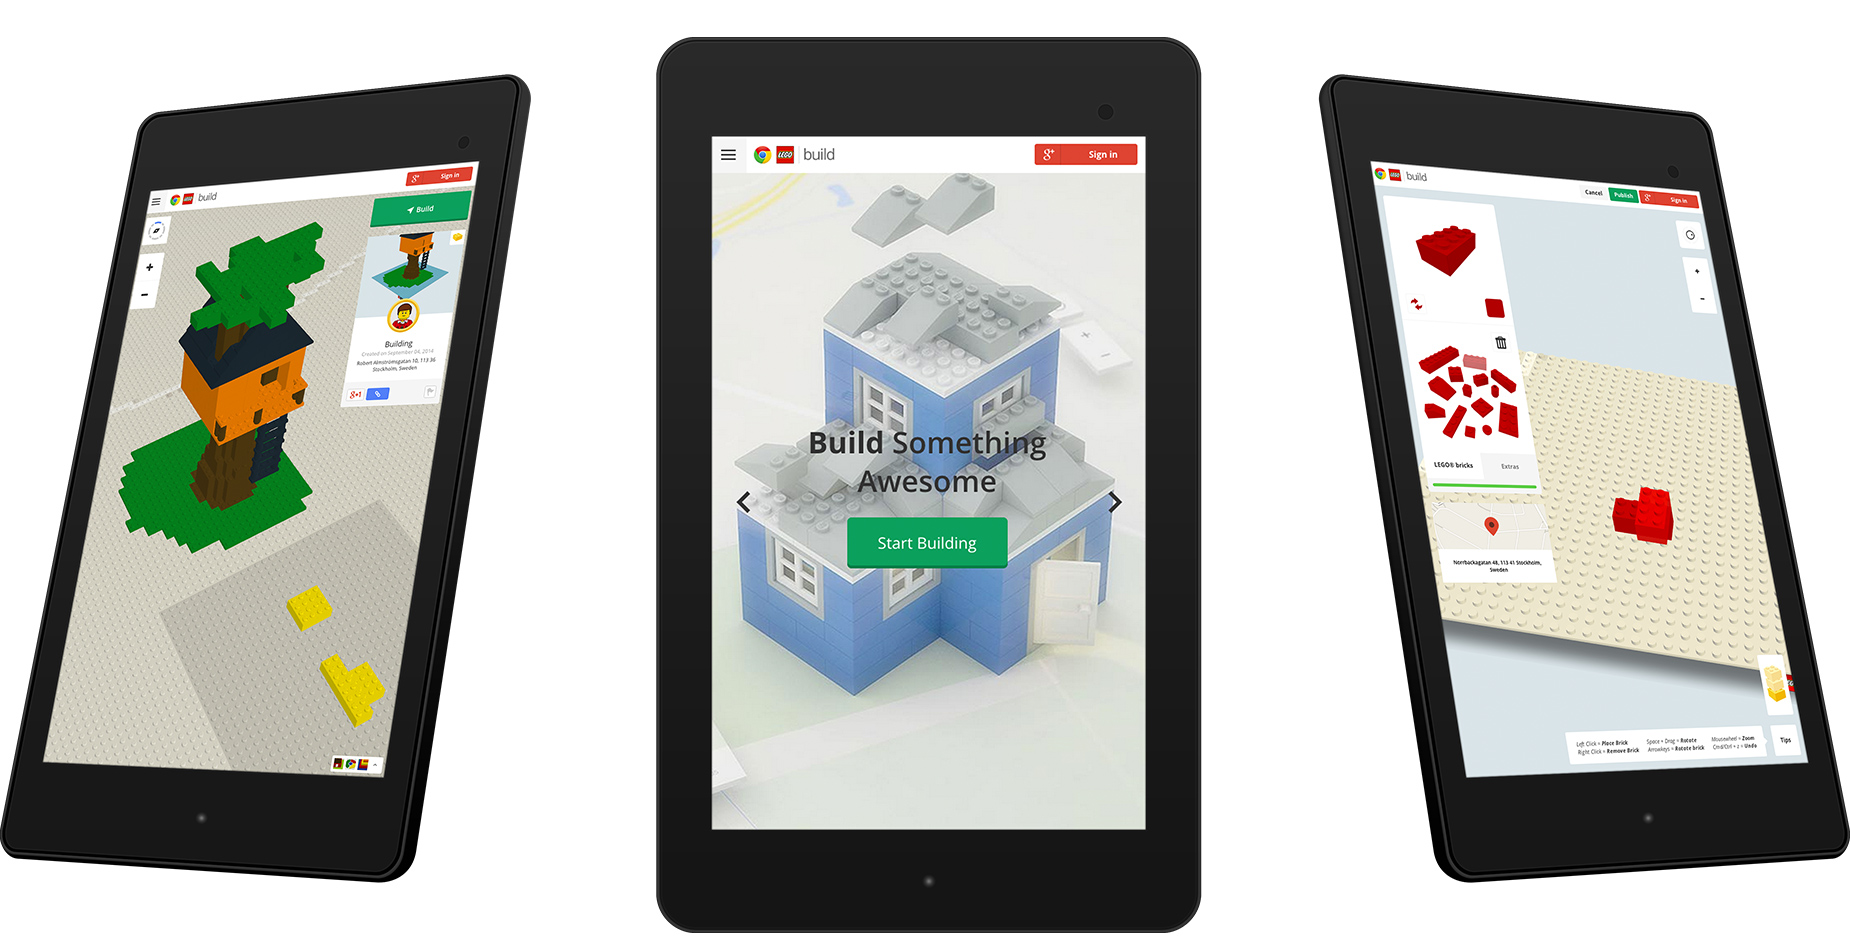 LEGO build
g+ Sign in
Build
Building
Created on September 04, 2014
Robert Almströmsgatan 10, 113 36
Stockholm, Sweden
g+1
LEGO build
g+ Sign in
Build Something
Awesome
Start Building
LEGO build
Cancel Publish g+ Sign in
LEGO® bricks Extras
Norrbackagatan 48, 113 41 Stockholm,
Sweden
Left Click = Place Brick Space + Drag = Rotate Mousewheel = Zoom
Right Click = Remove Brick Arrowkeys = Rotate brick Cmd/Ctrl + z = Undo
Tips